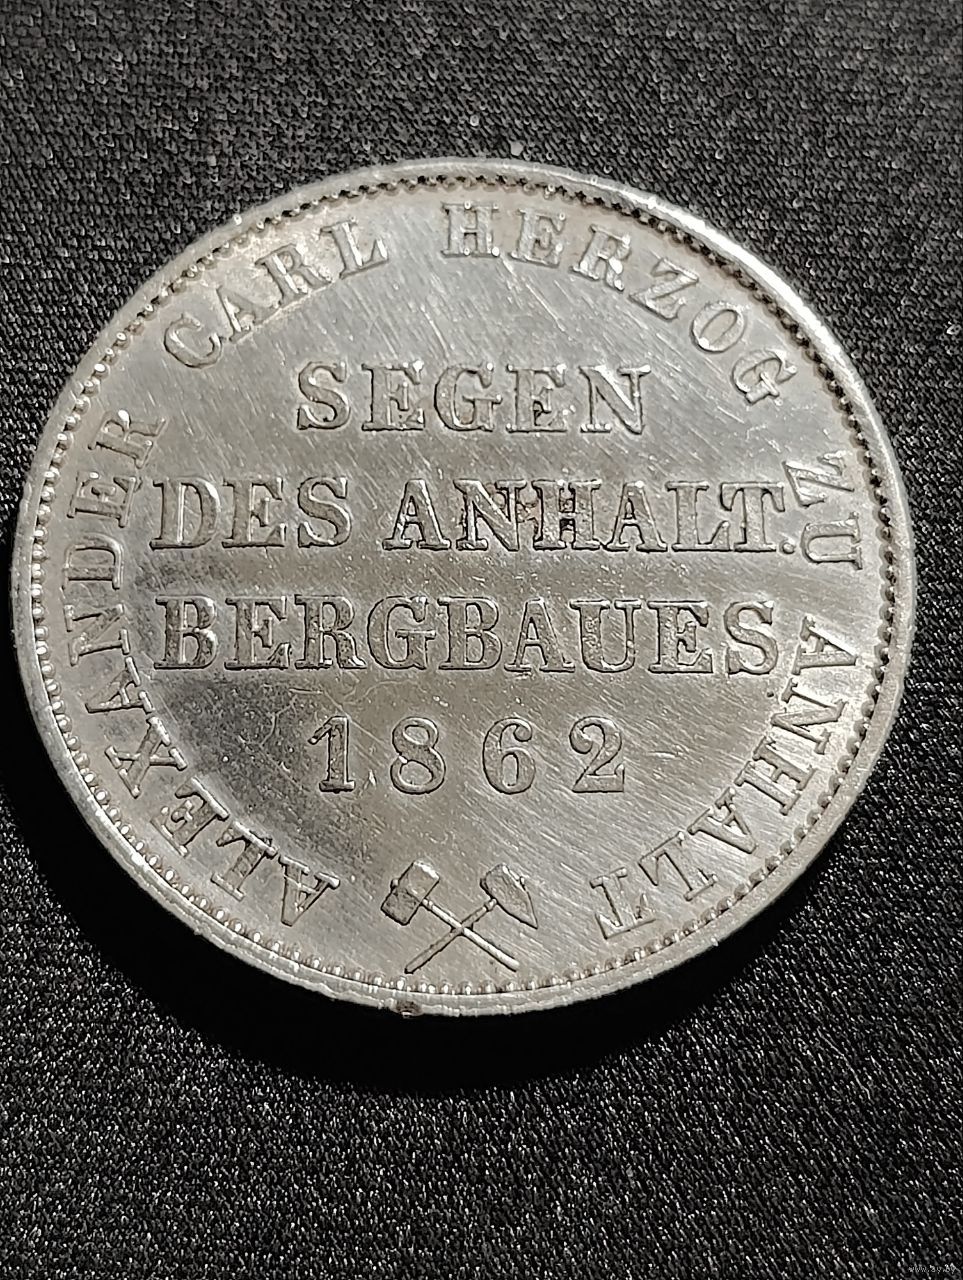 ALEXANDER CARL HERZOG ZU ANHALT
SEGEN
DES ANHALT.
BERGBAUES
1862